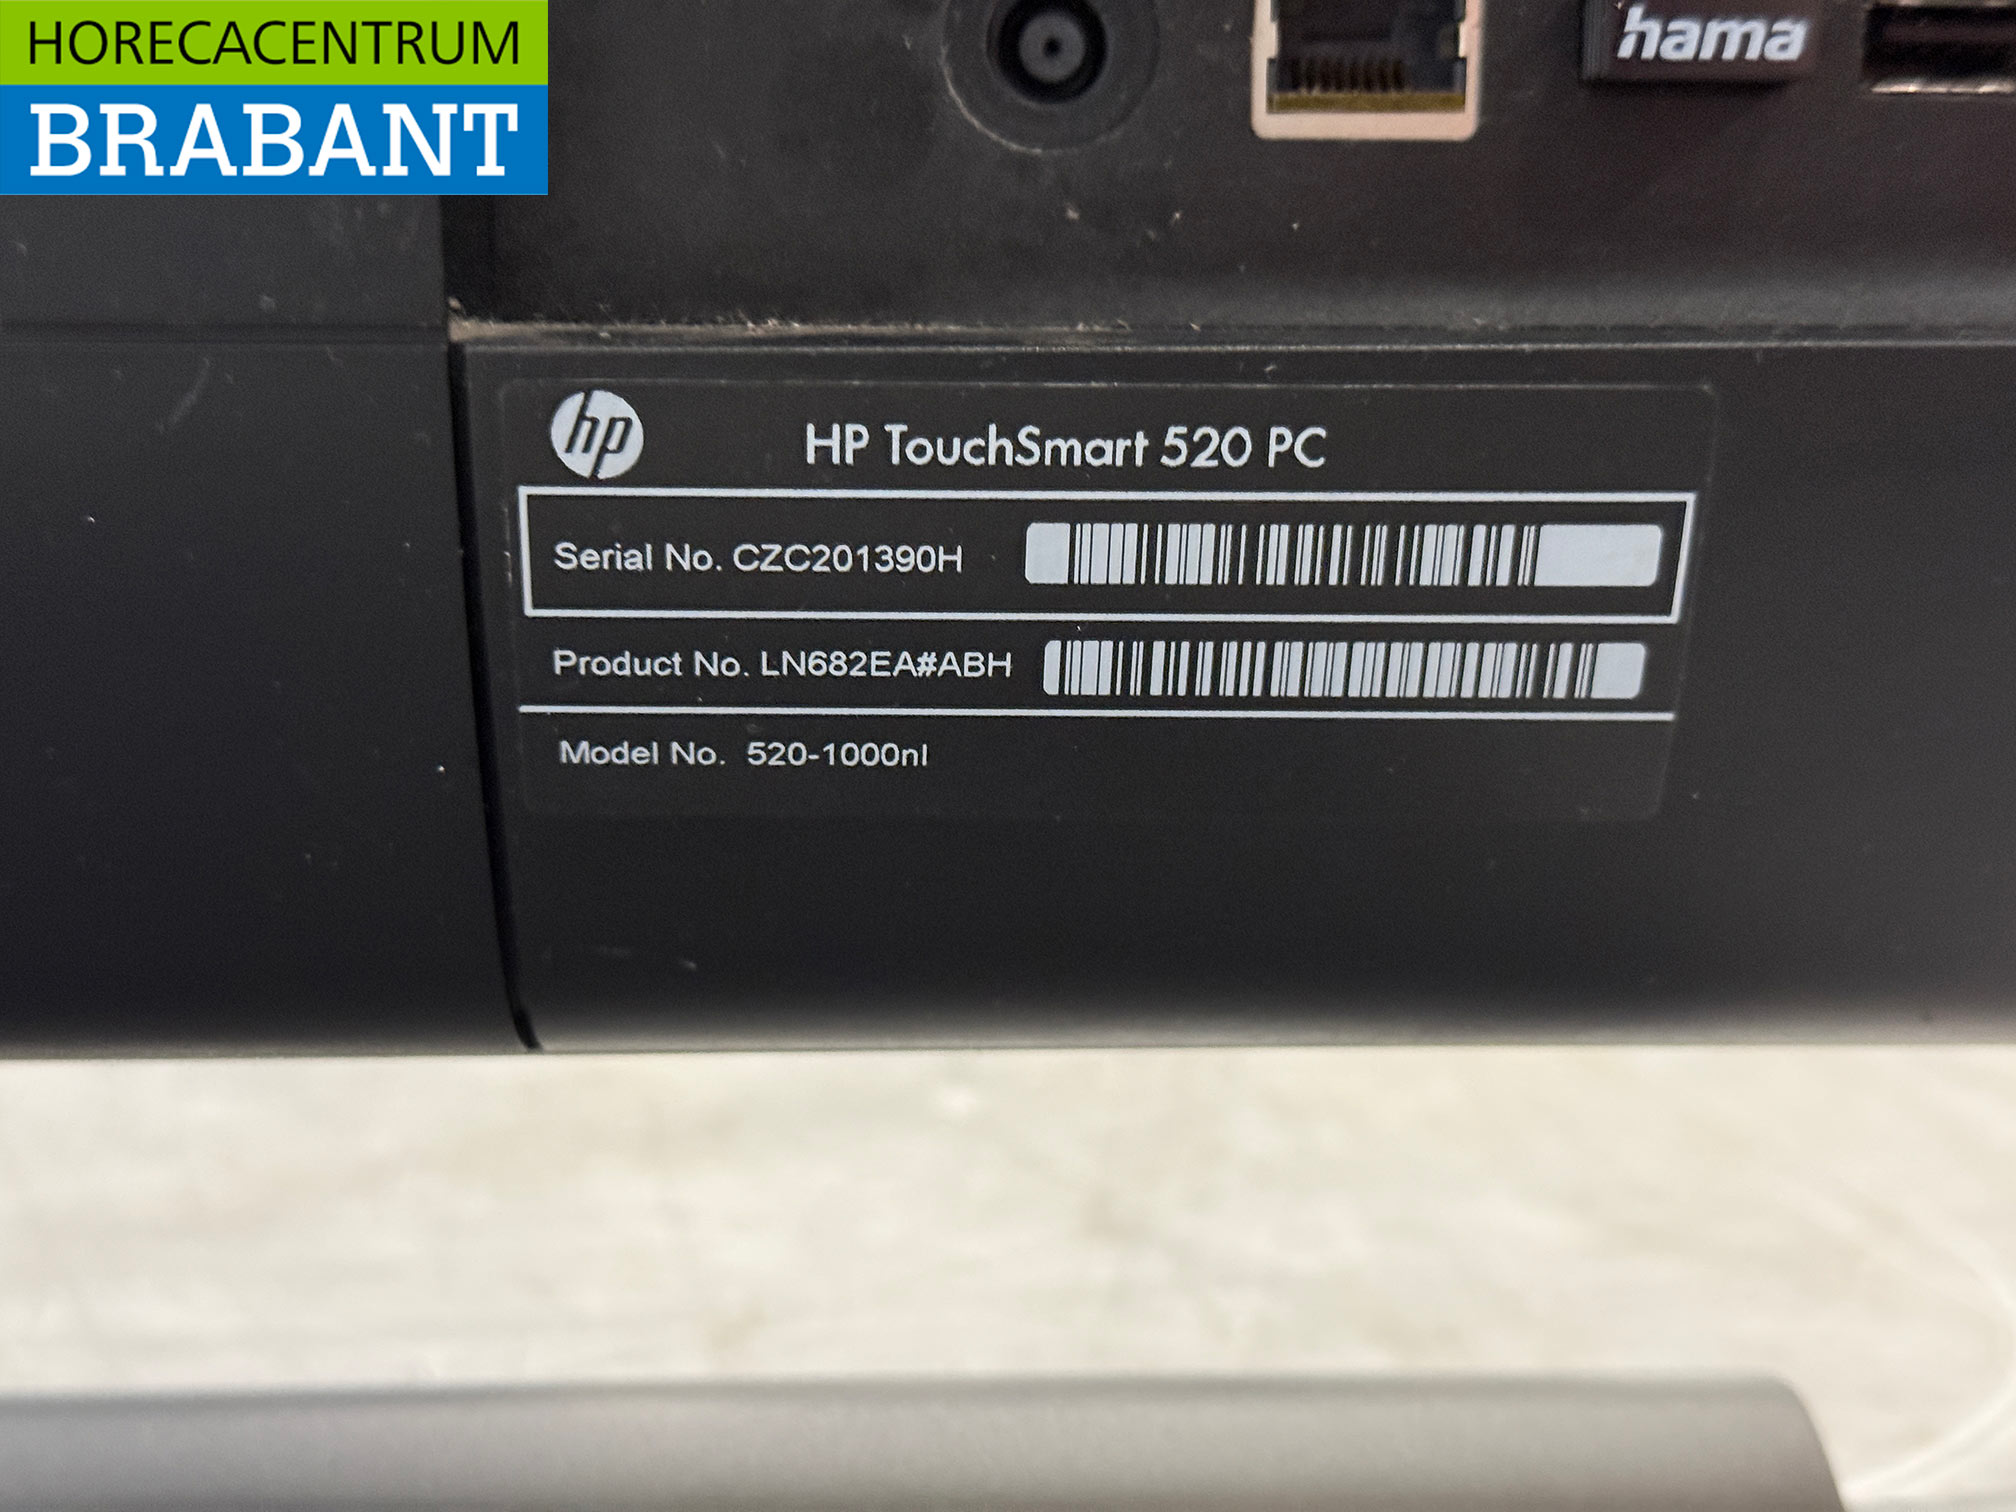 HORECACENTRUM
BRABANT
hama
hp
HP TouchSmart 520 PC
Serial No. CZC201390H
Product No. LN682EA#ABH
Model No. 520-1000nl